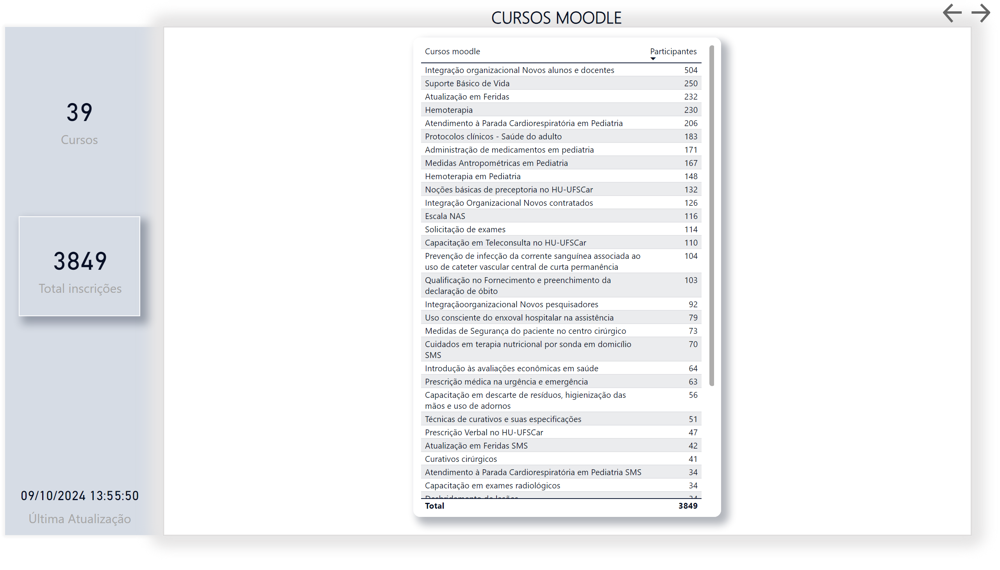 CURSOS MOODLE
39
Cursos
3849
Total inscrições
09/10/2024 13:55:50
Última Atualização
Cursos moodle Participantes
Integração organizacional Novos alunos e docentes 504
Suporte Básico de Vida 250
Atualização em Feridas 232
Hemoterapia 230
Atendimento à Parada Cardiorespiratória em Pediatria 206
Protocolos clínicos - Saúde do adulto 183
Administração de medicamentos em pediatria 171
Medidas Antropométricas em Pediatria 167
Hemoterapia em Pediatria 148
Noções básicas de preceptoria no HU-UFSCar 132
Integração Organizacional Novos contratados 126
Escala NAS 116
Solicitação de exames 114
Capacitação em Teleconsulta no HU-UFSCar 110
Prevenção de infecção da corrente sanguínea associada ao 104
uso de cateter vascular central de curta permanência
Qualificação no Fornecimento e preenchimento da 103
declaração de óbito
Integraçãoorganizacional Novos pesquisadores 92
Uso consciente do enxoval hospitalar na assistência 79
Medidas de Segurança do paciente no centro cirúrgico 73
Cuidados em terapia nutricional por sonda em domicílio 70
SMS
Introdução às avaliações econômicas em saúde 64
Prescrição médica na urgência e emergência 63
Capacitação em descarte de resíduos, higienização das 56
mãos e uso de adornos
Técnicas de curativos e suas especificações 51
Prescrição Verbal no HU-UFSCar 47
Atualização em Feridas SMS 42
Curativos cirúrgicos 41
Atendimento à Parada Cardiorespiratória em Pediatria SMS 34
Capacitação em exames radiológicos 34
Total 3849